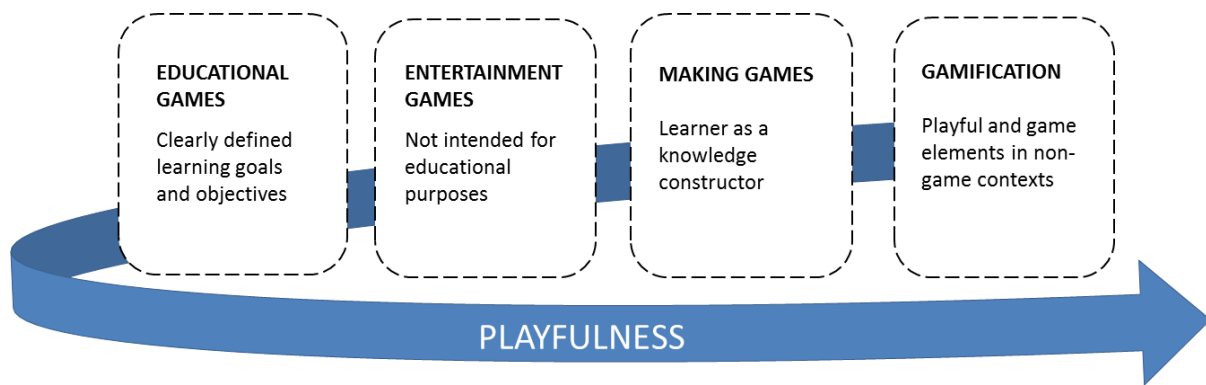 EDUCATIONAL
GAMES
Clearly defined
learning goals
and objectives
ENTERTAINMENT
GAMES
Not intended for
educational
purposes
MAKING GAMES
Learner as a
knowledge
constructor
GAMIFICATION
Playful and game
elements in non-
game contexts
PLAYFULNESS